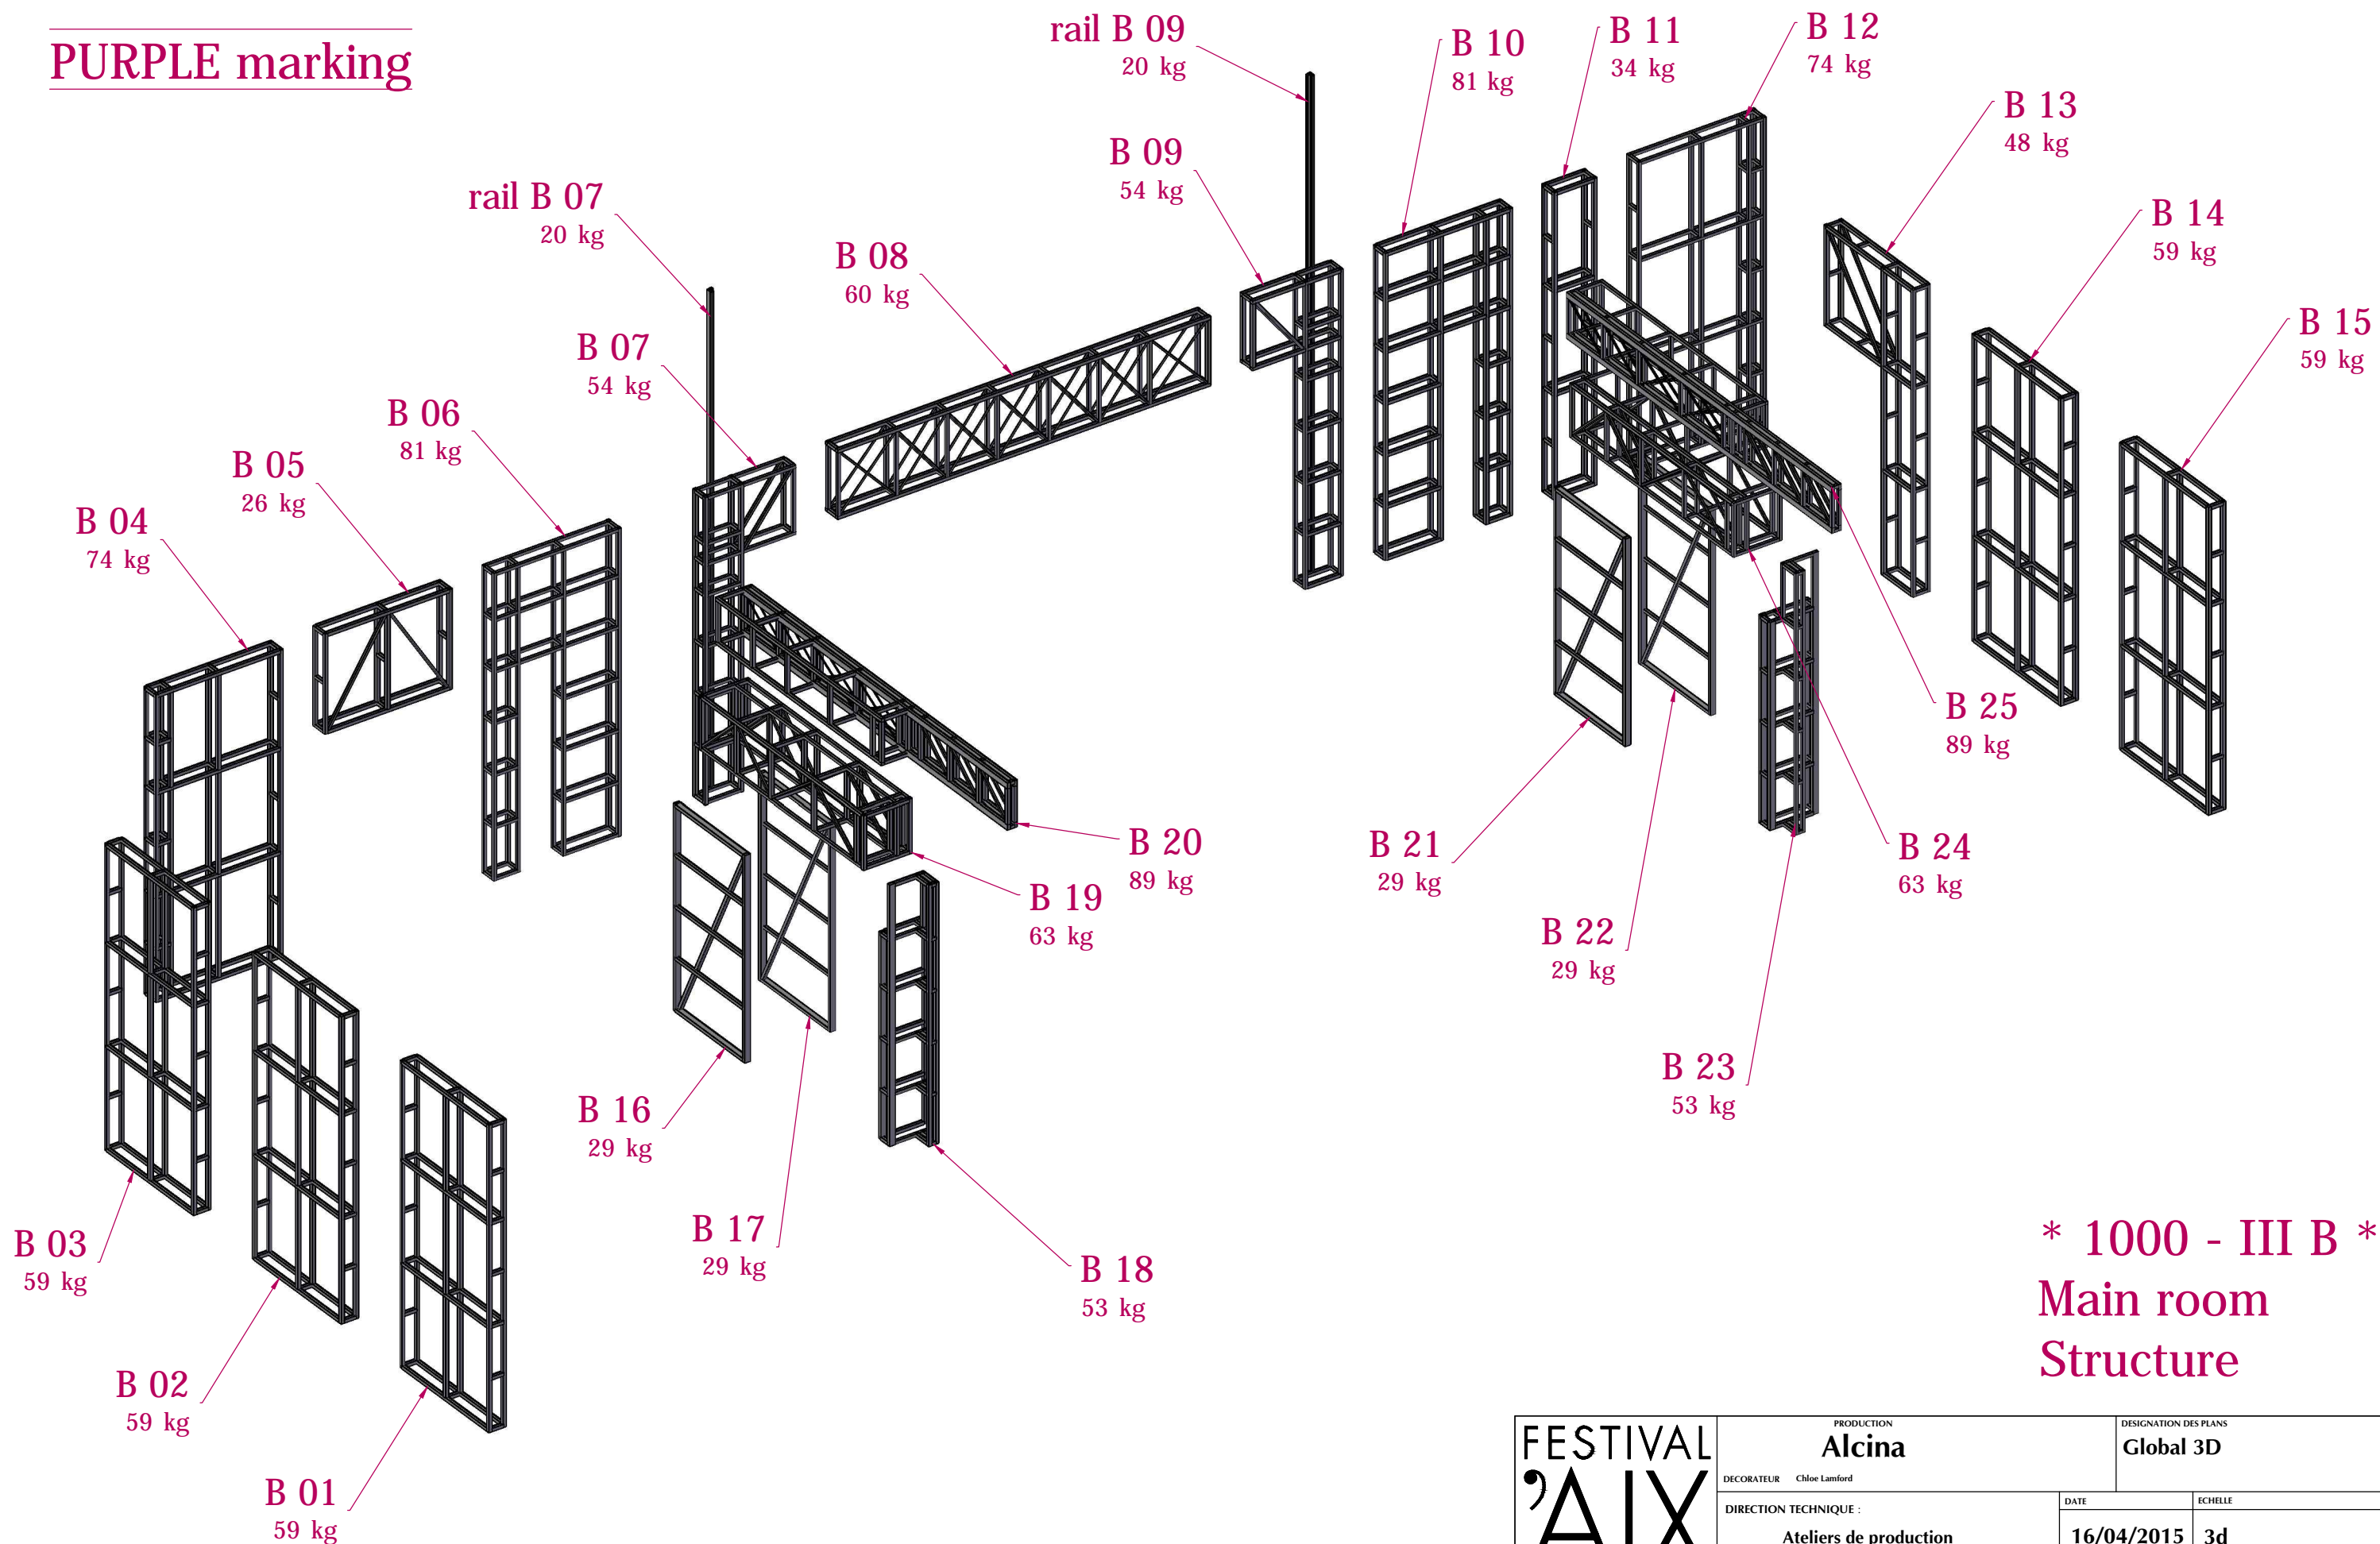 PURPLE marking
rail B 09
20 kg
B 10
81 kg
B 11
34 kg
B 12
74 kg
B 13
48 kg
B 09
54 kg
rail B 07
20 kg
B 14
59 kg
B 08
60 kg
B 15
59 kg
B 07
54 kg
B 06
81 kg
B 05
26 kg
B 04
74 kg
B 25
89 kg
B 20
89 kg
B 21
29 kg
B 24
63 kg
B 19
63 kg
B 22
29 kg
B 23
53 kg
B 16
29 kg
B 17
29 kg
B 18
53 kg
B 03
59 kg
B 02
59 kg
B 01
59 kg
* 1000 - III B *
Main room
Structure
FESTIVAL
'AIX
PRODUCTION
Alcina
DECORATEUR Chloe Lamford
DESIGNATION DES PLANS
Global 3D
DIRECTION TECHNIQUE :
Ateliers de production
DATE
16/04/2015
ECHELLE
3d